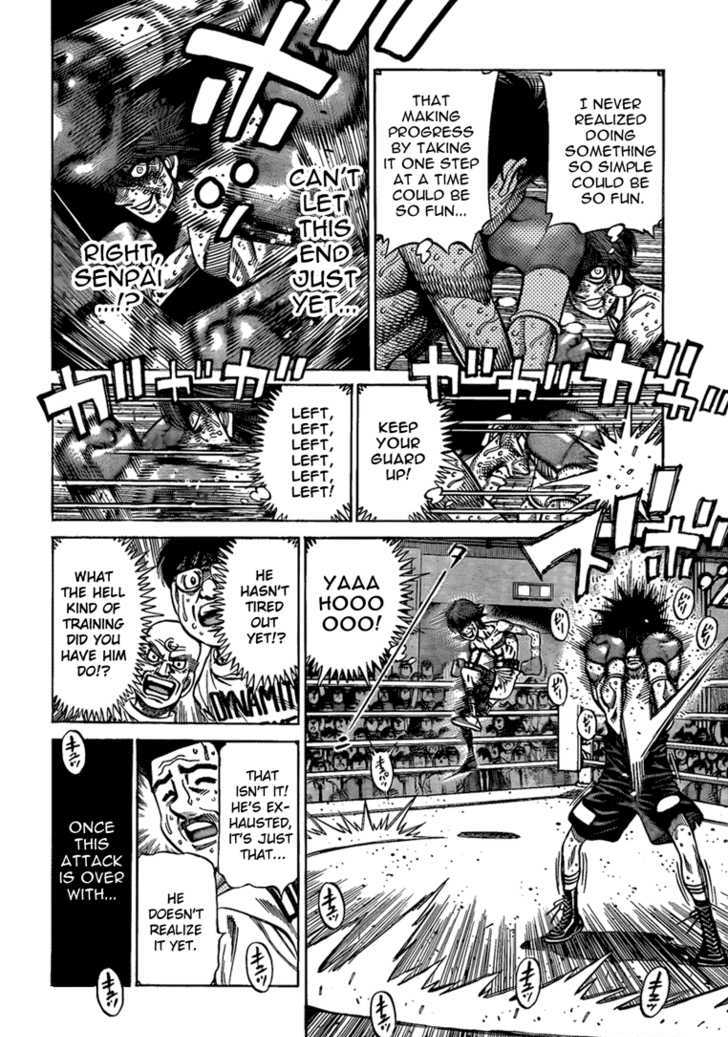 I NEVER
REALIZED
DOING
SOMETHING
SO SIMPLE
COULD BE
SO FUN.
THAT
MAKING
PROGRESS
BY TAKING
IT ONE STEP
AT A TIME
COULD BE
SO FUN...
CAN'T
LET
THIS
END
JUST
YET...
RIGHT,
SENPAI
...!?
KEEP
YOUR
GUARD
UP!
LEFT,
LEFT,
LEFT,
LEFT,
LEFT,
LEFT!
YAAA
HOOO
OOO!
HE
HASN'T
TIRED
OUT
YET!?
WHAT
THE HELL
KIND OF
TRAINING
DID YOU
HAVE HIM
DO!?
DYNAMIT
THAT
ISN'T IT!
HE'S EX-
HAUSTED,
IT'S JUST
THAT...
HE
DOESN'T
REALIZE
IT YET.
ONCE
THIS
ATTACK
IS OVER
WITH...